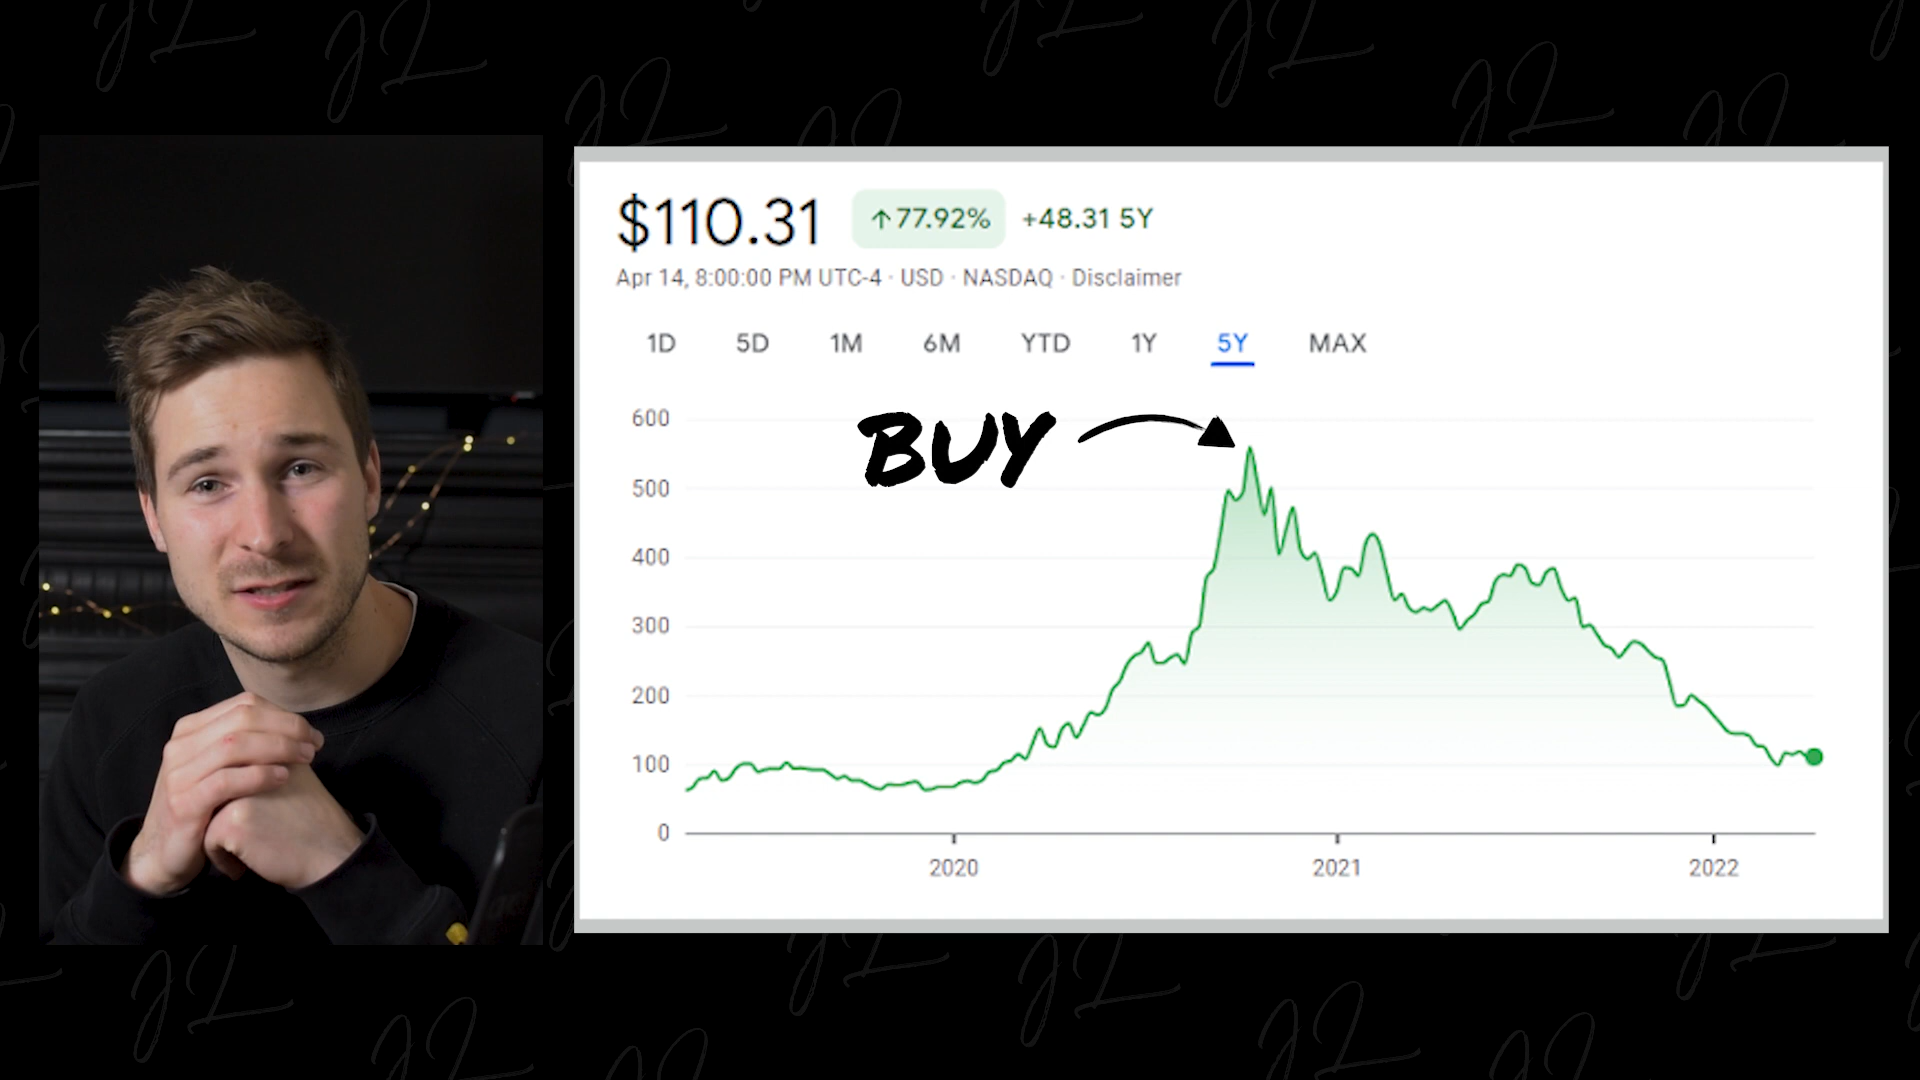 $110.31 ↑77.92% +48.31 5Y
Apr 14, 8:00:00 PM UTC-4 · USD · NASDAQ · Disclaimer
1D 5D 1M 6M YTD 1Y 5Y MAX
BUY
600
500
400
300
200
100
0
2020 2021 2022